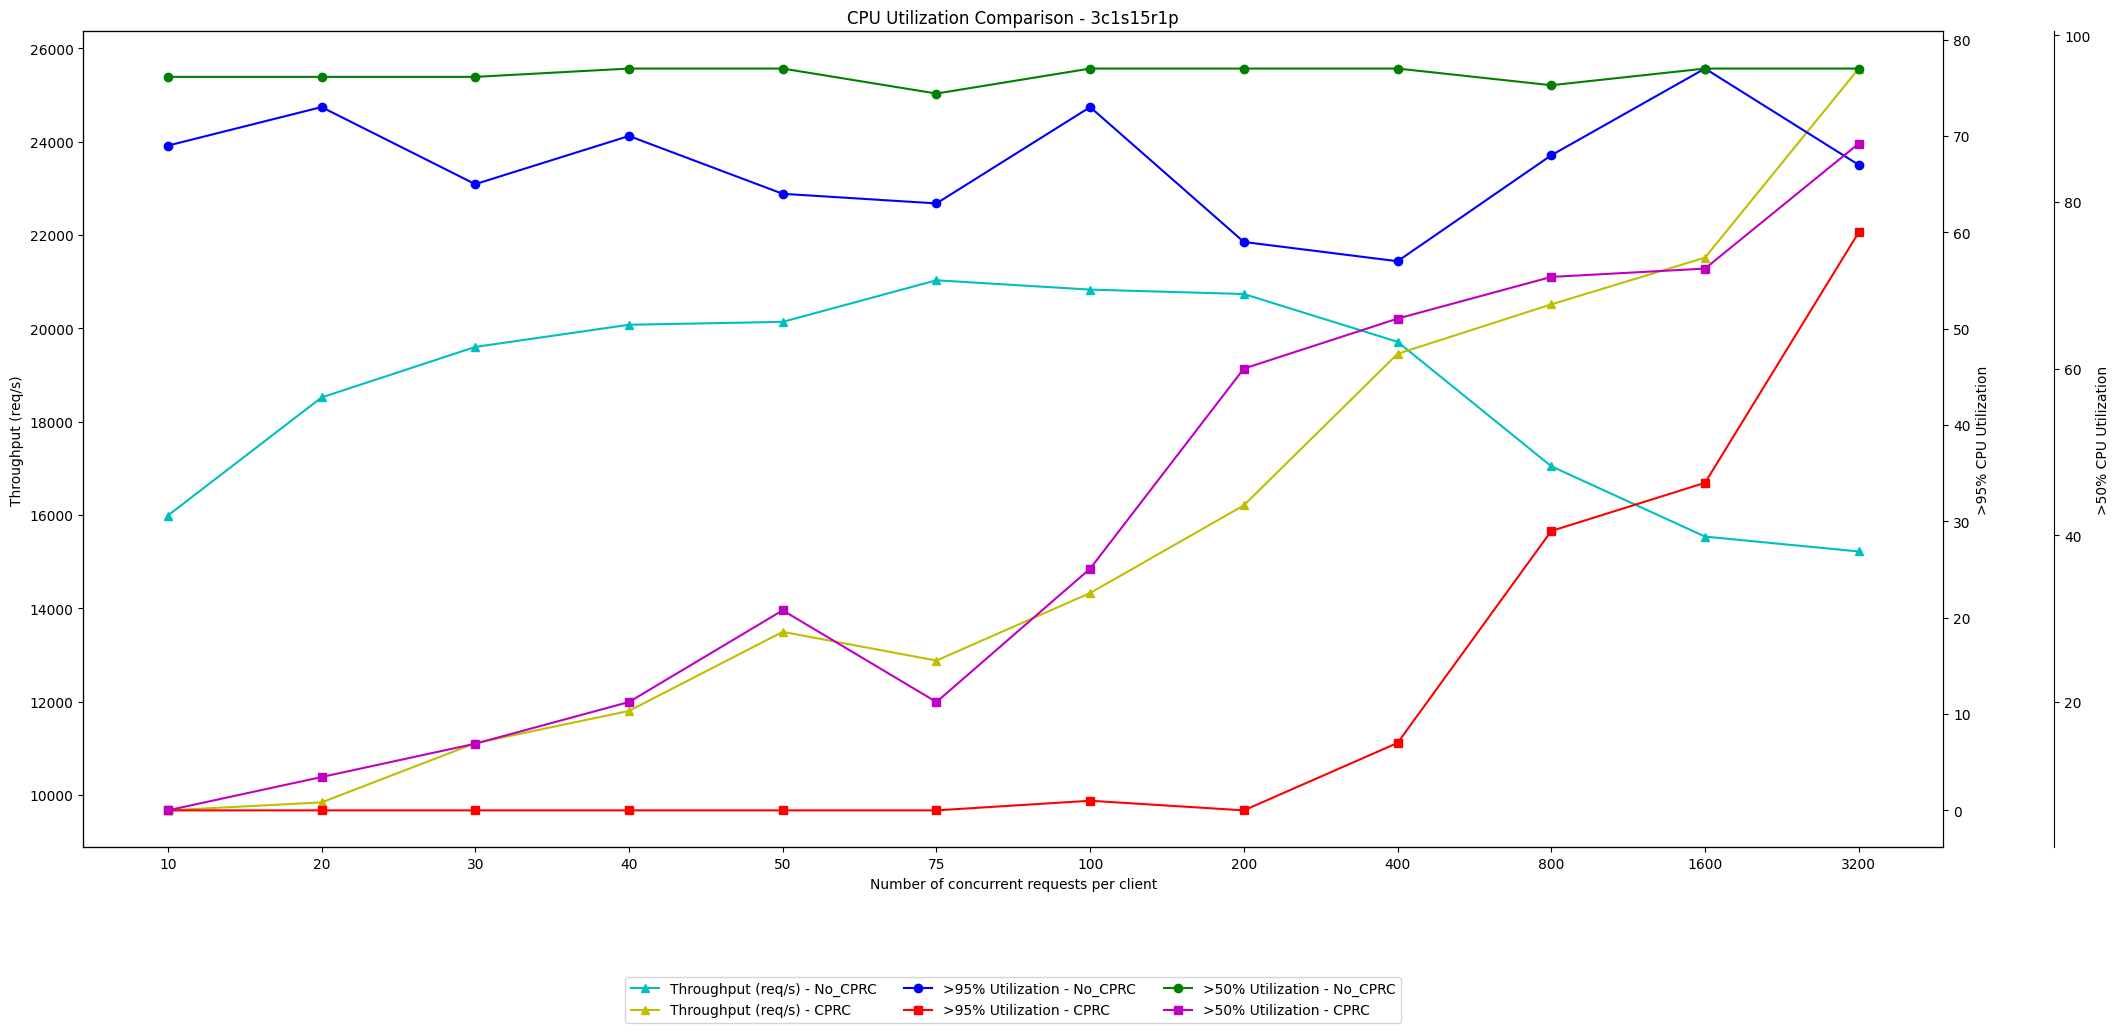 CPU Utilization Comparison - 3c1s15r1p
26000
24000
22000
20000
18000
16000
14000
12000
10000
Throughput (req/s)
80
70
60
50
40
30
20
10
0
>95% CPU Utilization
100
80
60
40
20
>50% CPU Utilization
10 20 30 40 50 75 100 200 400 800 1600 3200
Number of concurrent requests per client
Throughput (req/s) - No_CPRC
Throughput (req/s) - CPRC
>95% Utilization - No_CPRC
>95% Utilization - CPRC
>50% Utilization - No_CPRC
>50% Utilization - CPRC